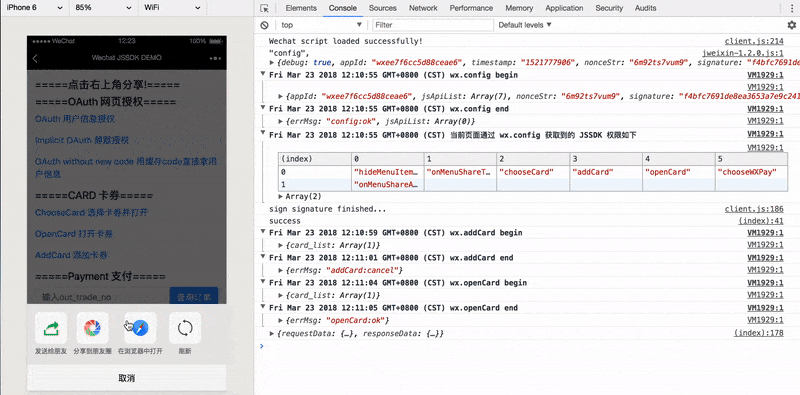 iPhone 6 85% WiFi
WeChat 12:23 100%
Wechat JSSDK DEMO
=====点击右上角分享!=====
=====OAuth 网页授权=====
OAuth 用户信息授权
Implicit OAuth 静默授权
OAuth without new code 用缓存code直接拿用
户信息
=====CARD 卡券=====
ChooseCard 选择卡券并打开
OpenCard 打开卡券
AddCard 添加卡券
=====Payment 支付=====
输入out_trade_no 查询订单
发送给朋友 分享到朋友圈 在浏览器中打开 刷新
取消
Elements Console Sources Network Performance Memory Application Security Audits
top Filter Default levels
Wechat script loaded successfully! client.js:214
"config", jweixin-1.2.0.js:1
{debug: true, appId: "wxee7f6cc5d88ceae6", timestamp: "1521777906", nonceStr: "6m92ts7vum9", signature: "f4bfc
Fri Mar 23 2018 12:10:55 GMT+0800 (CST) wx.config begin VM1929:1
VM1929:1
{appId: "wxee7f6cc5d88ceae6", jsApiList: Array(7), nonceStr: "6m92ts7vum9", signature: "f4bfc7691de8ea3653a7e9c241
Fri Mar 23 2018 12:10:55 GMT+0800 (CST) wx.config end VM1929:1
{errMsg: "config:ok", jsApiList: Array(0)} VM1929:1
Fri Mar 23 2018 12:10:55 GMT+0800 (CST) 当前页面通过 wx.config 获取到的 JSSDK 权限如下 VM1929:1
VM1929:1
(index) 0 1 2 3 4 5
0 "hideMenuItem… "onMenuShareT… "chooseCard" "addCard" "openCard" "chooseWXPay"
1 "onMenuShareA…
Array(2)
sign signature finished... client.js:186
success (index):41
Fri Mar 23 2018 12:10:59 GMT+0800 (CST) wx.addCard begin VM1929:1
{card_list: Array(1)} VM1929:1
Fri Mar 23 2018 12:11:01 GMT+0800 (CST) wx.addCard end VM1929:1
{errMsg: "addCard:cancel"} VM1929:1
Fri Mar 23 2018 12:11:04 GMT+0800 (CST) wx.openCard begin VM1929:1
{card_list: Array(1)} VM1929:1
Fri Mar 23 2018 12:11:05 GMT+0800 (CST) wx.openCard end VM1929:1
{errMsg: "openCard:ok"} VM1929:1
{requestData: {…}, responseData: {…}} (index):178